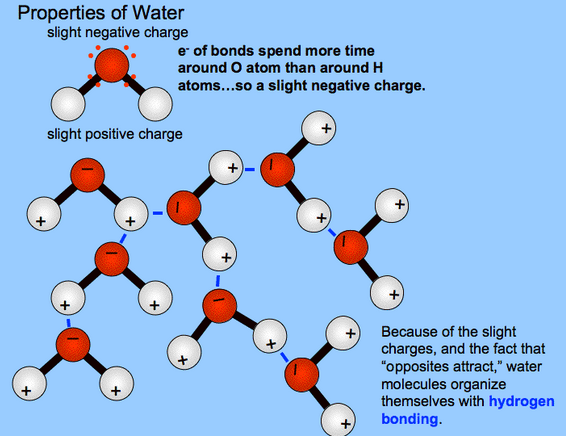 Properties of Water
slight negative charge
e- of bonds spend more time
around O atom than around H
atoms…so a slight negative charge.
slight positive charge
+
+
–
–
–
+
+
–
+
+
–
+
–
+
+
+
+
–
+
–
+
+
–
+
+
+
–
+
+
Because of the slight
charges, and the fact that
“opposites attract,” water
molecules organize
themselves with hydrogen
bonding.